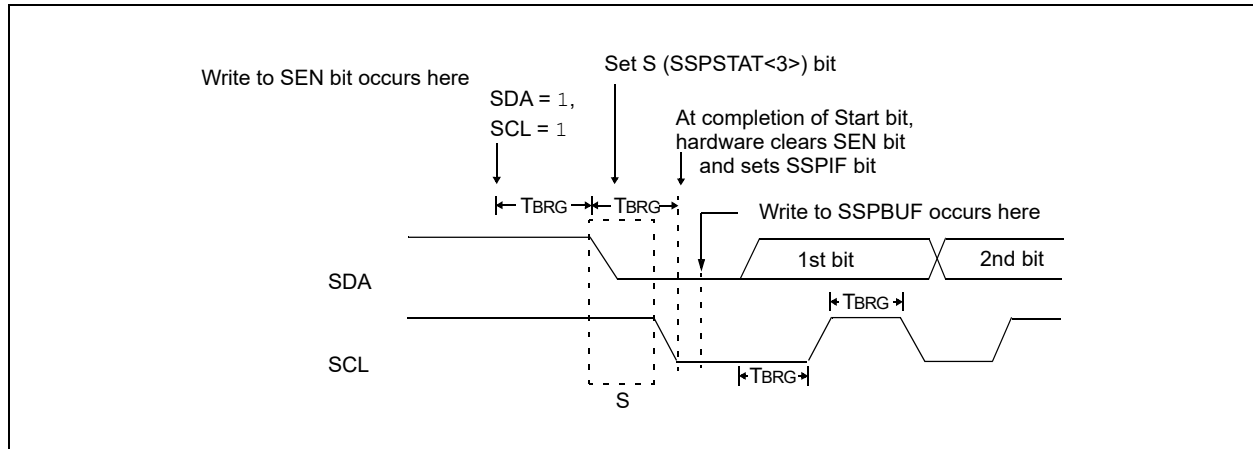 Write to SEN bit occurs here
Set S (SSPSTAT<3>) bit
SDA = 1,
SCL = 1
At completion of Start bit,
hardware clears SEN bit
and sets SSPIF bit
TBRG
TBRG
Write to SSPBUF occurs here
SDA
1st bit
2nd bit
TBRG
SCL
TBRG
S